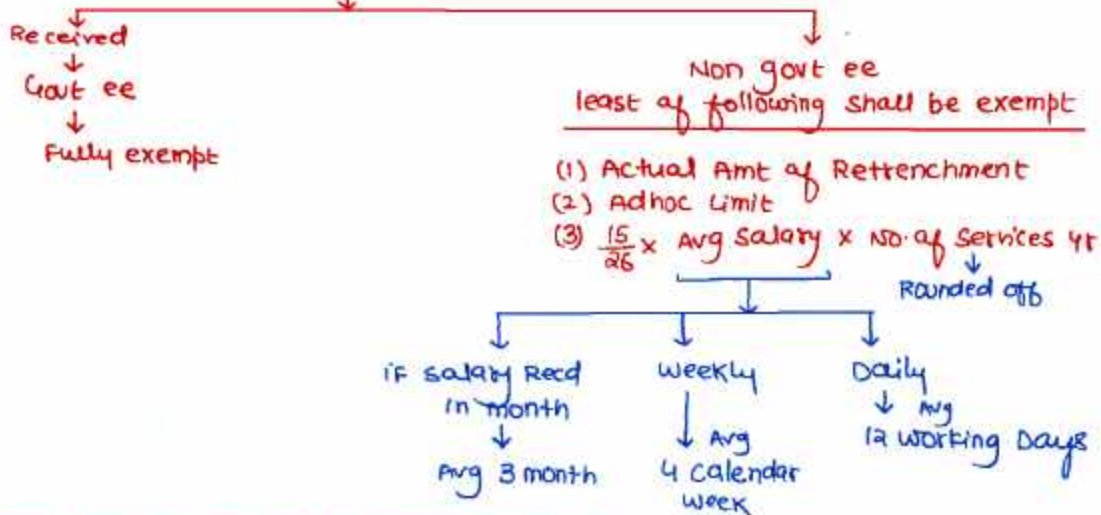 Received
Govt ee
Fully exempt
Non govt ee
least of following shall be exempt
(1) Actual Amt of Retrenchment
(2) Adhoc Limit
(3) 15/26 × Avg Salary × No. of Services yr
Rounded off
if salary Recd
in month
Avg 3 month
Weekly
Avg
4 calendar
week
Daily
Avg
12 working Days